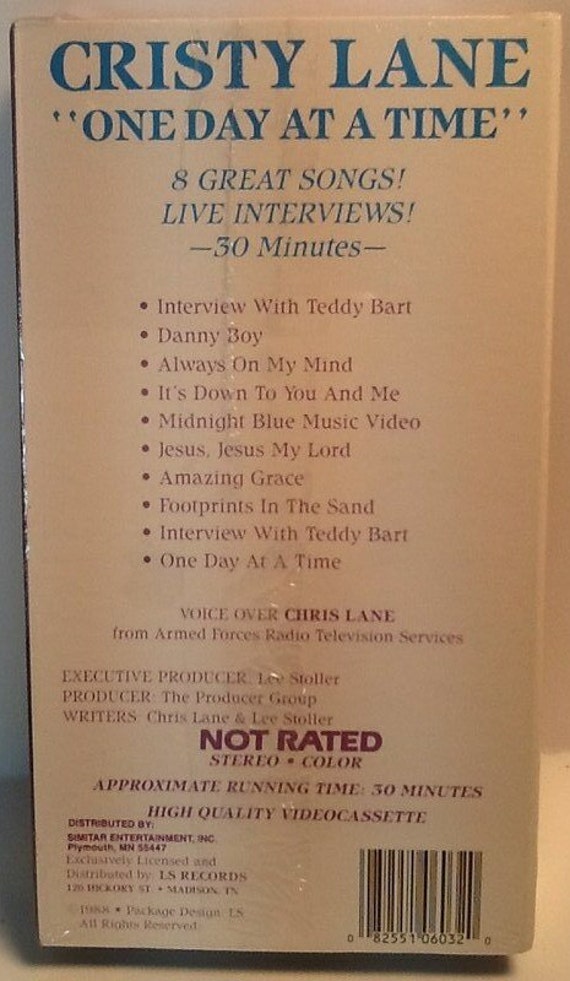 CRISTY LANE
"ONE DAY AT A TIME"
8 GREAT SONGS!
LIVE INTERVIEWS!
—30 Minutes—
• Interview With Teddy Bart
• Danny Boy
• Always On My Mind
• It's Down To You And Me
• Midnight Blue Music Video
• Jesus, Jesus My Lord
• Amazing Grace
• Footprints In The Sand
• Interview With Teddy Bart
• One Day At A Time
VOICE OVER CHRIS LANE
from Armed Forces Radio Television Services
EXECUTIVE PRODUCER: Lee Stoller
PRODUCER: The Producer Group
WRITERS: Chris Lane & Lee Stoller
NOT RATED
STEREO • COLOR
APPROXIMATE RUNNING TIME: 30 MINUTES
HIGH QUALITY VIDEOCASSETTE
DISTRIBUTED BY:
SIMITAR ENTERTAINMENT, INC.
Plymouth, MN 55447
Exclusively Licensed and
Distributed by LS RECORDS
120 HICKORY ST • MADISON, TN
©1988 • Package Design LS
All Rights Reserved
0 82551 06032 0